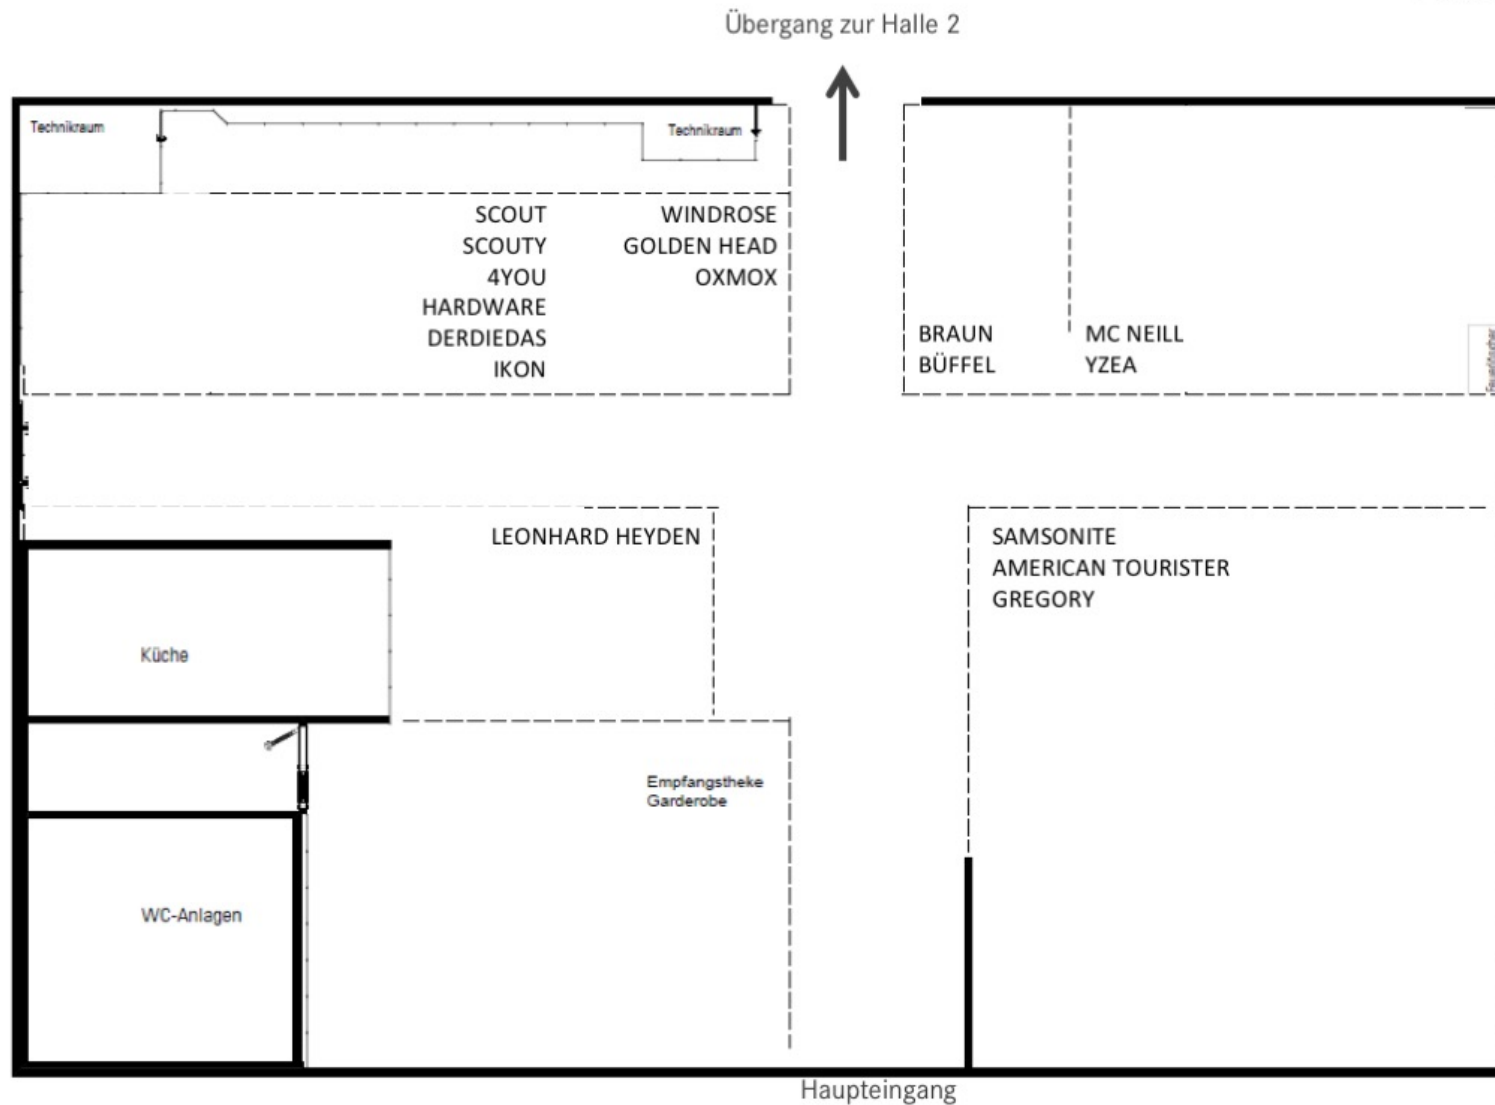 Übergang zur Halle 2
Technikraum
Technikraum
SCOUT
SCOUTY
4YOU
HARDWARE
DERDIEDAS
IKON
WINDROSE
GOLDEN HEAD
OXMOX
BRAUN
BÜFFEL
MC NEILL
YZEA
Feuerlöscher
LEONHARD HEYDEN
SAMSONITE
AMERICAN TOURISTER
GREGORY
Küche
Empfangstheke
Garderobe
WC-Anlagen
Haupteingang